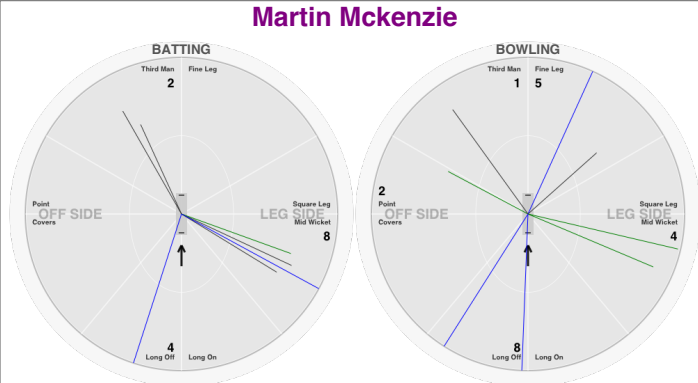 Martin Mckenzie
BATTING
Third Man Fine Leg
2
Point
OFF SIDE LEG SIDE
Covers
Square Leg
Mid Wicket
8
4
Long Off Long On
BOWLING
Third Man Fine Leg
1 5
2
Point
OFF SIDE LEG SIDE
Covers
Square Leg
Mid Wicket
4
8
Long Off Long On